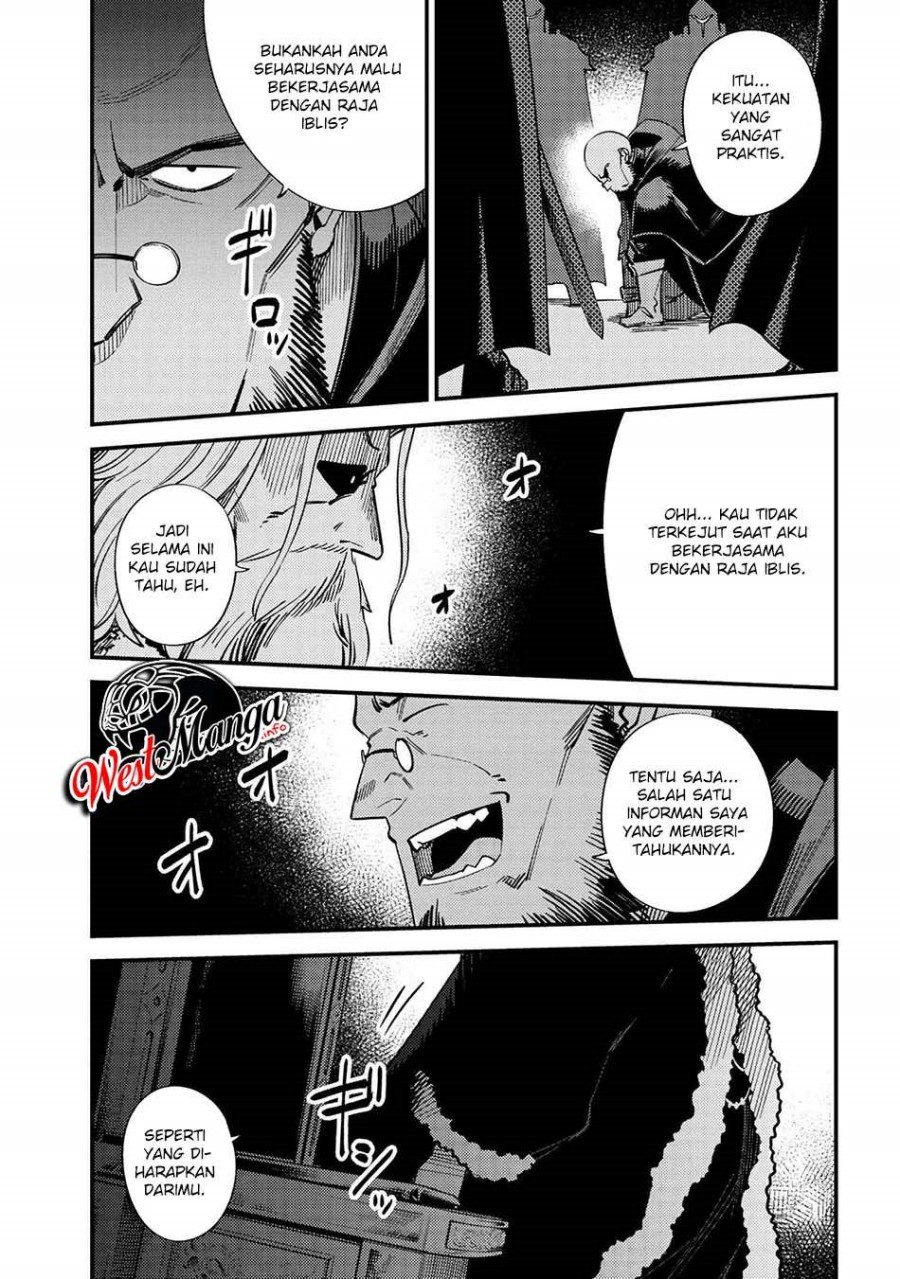 ITU...
KEKUATAN
YANG
SANGAT
PRAKTIS.
BUKANKAH ANDA
SEHARUSNYA MALU
BEKERJASAMA
DENGAN RAJA
IBLIS?
ギロッ
OHH... KAU TIDAK
TERKEJUT SAAT AKU
BEKERJASAMA
DENGAN RAJA IBLIS.
JADI
SELAMA INI
KAU SUDAH
TAHU, EH.
オオオオ
TENTU SAJA...
SALAH SATU
INFORMAN SAYA
YANG MEMBERI-
TAHUKANNYA.
WestManga
.info
SEPERTI
YANG DI-
HARAPKAN
DARIMU.
ギシッ